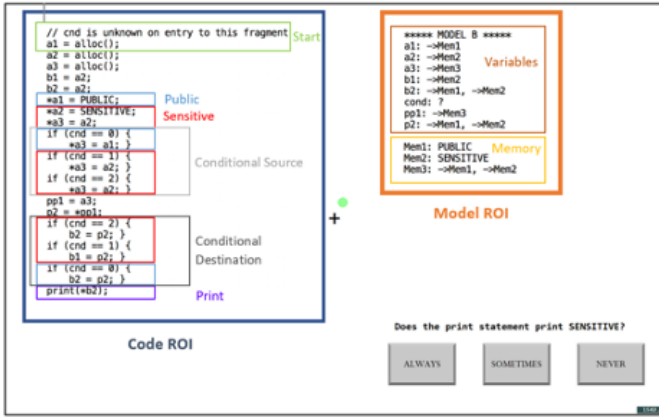 // cnd is unknown on entry to this fragment
a1 = alloc();
Start
a2 = alloc();
a3 = alloc();
b1 = a2;
b2 = a2;
*a1 = PUBLIC;
Public
*a2 = SENSITIVE;
Sensitive
*a3 = a2;
if (cnd == 0) {
*a3 = a1; }
if (cnd == 1) {
*a3 = a2; }
Conditional Source
if (cnd == 2) {
*a3 = a2; }
pp1 = a3;
p2 = *pp1;
if (cnd == 2) {
b2 = p2; }
if (cnd == 1) {
b1 = p2; }
Conditional
Destination
if (cnd == 0) {
b2 = p2; }
print(*b2);
Print
Code ROI
+
***** MODEL B *****
a1: ->Mem1
a2: ->Mem2
a3: ->Mem3
b1: ->Mem2
b2: ->Mem1, ->Mem2
cond: ?
pp1: ->Mem3
p2: ->Mem1, ->Mem2
Variables
Mem1: PUBLIC
Mem2: SENSITIVE
Mem3: ->Mem1, ->Mem2
Memory
Model ROI
Does the print statement print SENSITIVE?
ALWAYS
SOMETIMES
NEVER